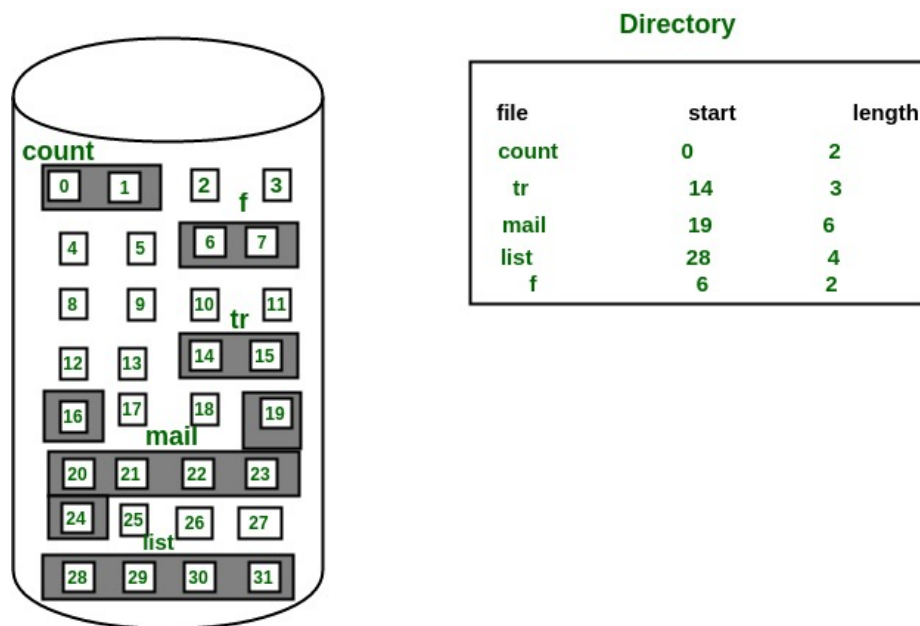 Directory
file start length
count 0 2
tr 14 3
mail 19 6
list 28 4
f 6 2
count
0 1 2 3
f
4 5 6 7
8 9 10 11
tr
12 13 14 15
16 17 18 19
mail
20 21 22 23
24 25 26 27
list
28 29 30 31